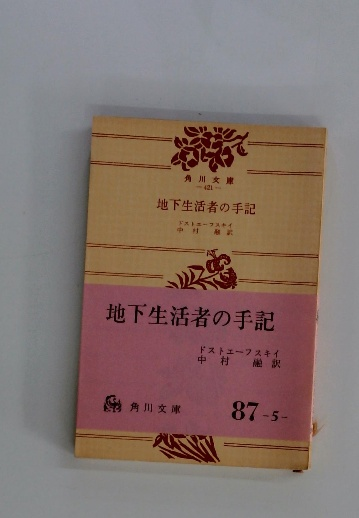 角川文庫
—421—
地下生活者の手記
ドストエーフスキイ
中村 融 訳
地下生活者の手記
ドストエーフスキイ
中村 融 訳
角川文庫 87-5-